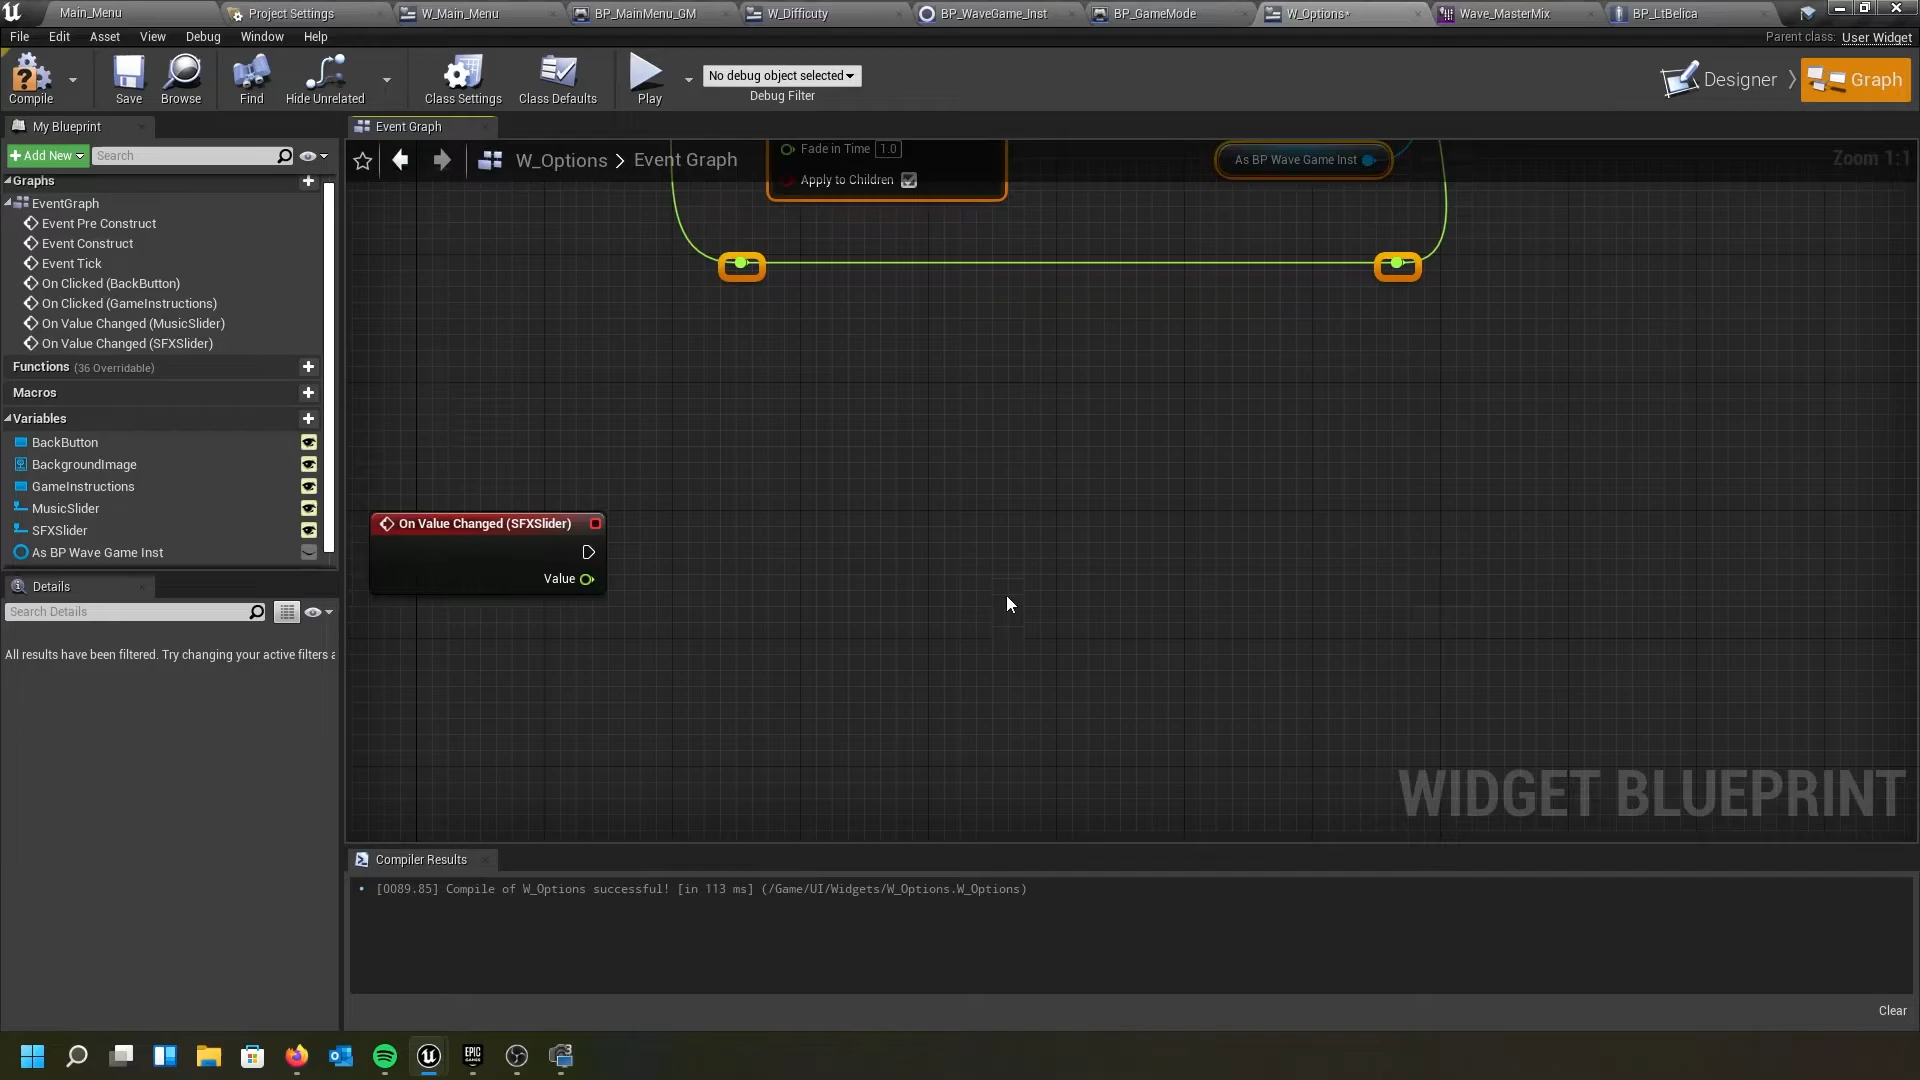 Main_Menu
Project Settings
W_Main_Menu
BP_MainMenu_GM
W_Difficuty
BP_WaveGame_Inst
BP_GameMode
W_Options*
Wave_MasterMix
BP_LtBelica
File Edit Asset View Debug Window Help
Parent class: User Widget
Compile
Save
Browse
Find
Hide Unrelated
Class Settings
Class Defaults
Play
No debug object selected
Debug Filter
Designer
Graph
My Blueprint
Event Graph
Add New
Search
W_Options > Event Graph
Zoom 1:1
Graphs
EventGraph
Event Pre Construct
Event Construct
Event Tick
On Clicked (BackButton)
On Clicked (GameInstructions)
On Value Changed (MusicSlider)
On Value Changed (SFXSlider)
Functions (36 Overridable)
Macros
Variables
BackButton
BackgroundImage
GameInstructions
MusicSlider
SFXSlider
As BP Wave Game Inst
Details
Search Details
All results have been filtered. Try changing your active filters a
Fade in Time 1.0
Apply to Children
As BP Wave Game Inst
On Value Changed (SFXSlider)
Value
WIDGET BLUEPRINT
Compiler Results
[0089.85] Compile of W_Options successful! [in 113 ms] (/Game/UI/Widgets/W_Options.W_Options)
Clear
EPIC
GAMES